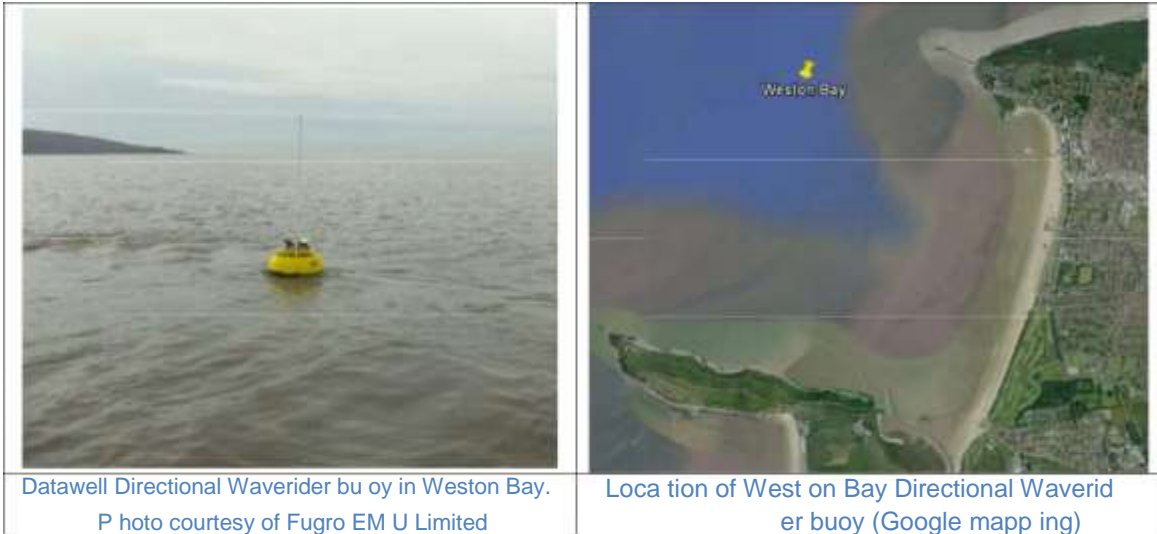 Weston Bay
Datawell Directional Waverider bu oy in Weston Bay.
P hoto courtesy of Fugro EM U Limited
Loca tion of West on Bay Directional Waverid
er buoy (Google mapp ing)